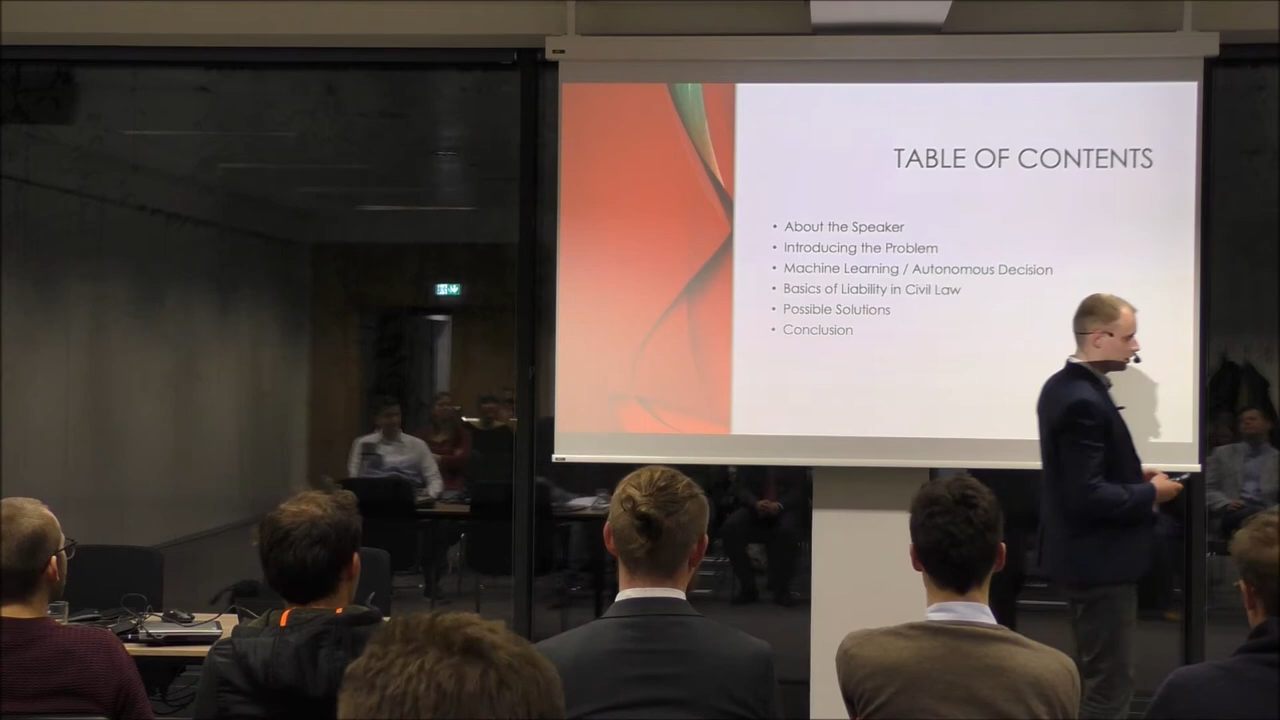 TABLE OF CONTENTS
• About the Speaker
• Introducing the Problem
• Machine Learning / Autonomous Decision
• Basics of Liability in Civil Law
• Possible Solutions
• Conclusion